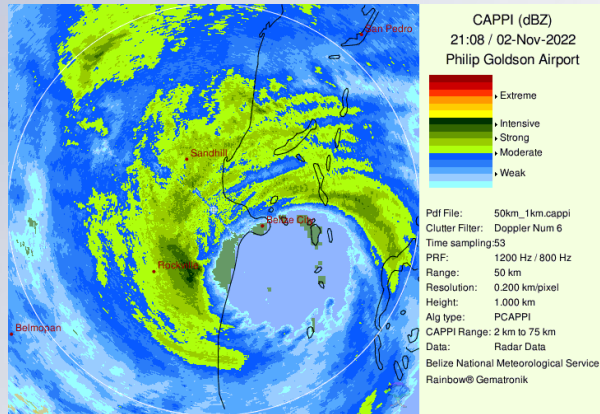 San Pedro
Sandhill
Belize City
Belmopan
CAPPI (dBZ)
21:08 / 02-Nov-2022
Philip Goldson Airport
Extreme
Intensive
Strong
Moderate
Weak
Pdf File: 50km_1km.cappi
Clutter Filter: Doppler Num 6
Time sampling:53
PRF: 1200 Hz / 800 Hz
Range: 50 km
Resolution: 0.200 km/pixel
Height: 1.000 km
Alg type: PCAPPI
CAPPI Range: 2 km to 75 km
Data: Radar Data
Belize National Meteorological Service
Rainbow® Gematronik